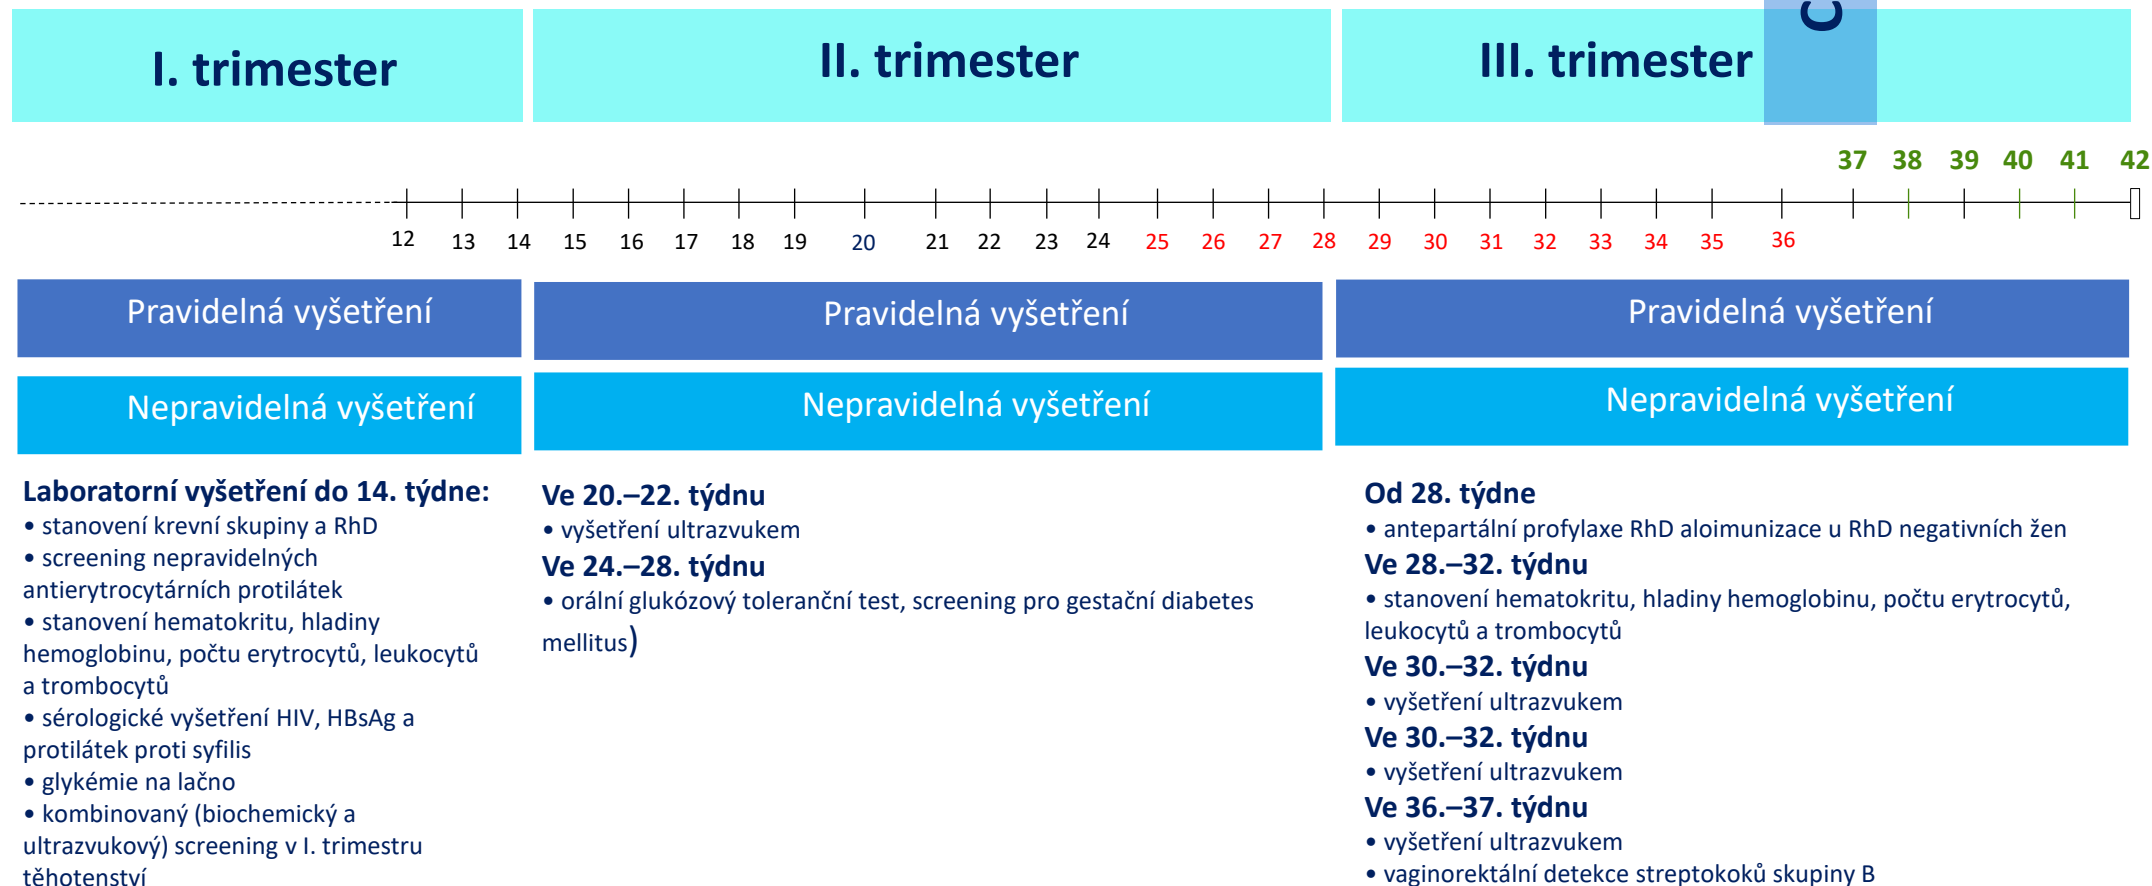 I. trimester
II. trimester
III. trimester
37 38 39 40 41 42
12 13 14 15 16 17 18 19 20 21 22 23 24 25 26 27 28 29 30 31 32 33 34 35 36
Pravidelná vyšetření
Nepravidelná vyšetření
Laboratorní vyšetření do 14. týdne:
• stanovení krevní skupiny a RhD
• screening nepravidelných
antierytrocytárních protilátek
• stanovení hematokritu, hladiny
hemoglobinu, počtu erytrocytů, leukocytů
a trombocytů
• sérologické vyšetření HIV, HBsAg a
protilátek proti syfilis
• glykémie na lačno
• kombinovaný (biochemický a
ultrazvukový) screening v I. trimestru
těhotenství
Pravidelná vyšetření
Nepravidelná vyšetření
Ve 20.–22. týdnu
• vyšetření ultrazvukem
Ve 24.–28. týdnu
• orální glukózový toleranční test, screening pro gestační diabetes
mellitus)
Pravidelná vyšetření
Nepravidelná vyšetření
Od 28. týdne
• antepartální profylaxe RhD aloimunizace u RhD negativních žen
Ve 28.–32. týdnu
• stanovení hematokritu, hladiny hemoglobinu, počtu erytrocytů,
leukocytů a trombocytů
Ve 30.–32. týdnu
• vyšetření ultrazvukem
Ve 30.–32. týdnu
• vyšetření ultrazvukem
Ve 36.–37. týdnu
• vyšetření ultrazvukem
• vaginorektální detekce streptokoků skupiny B